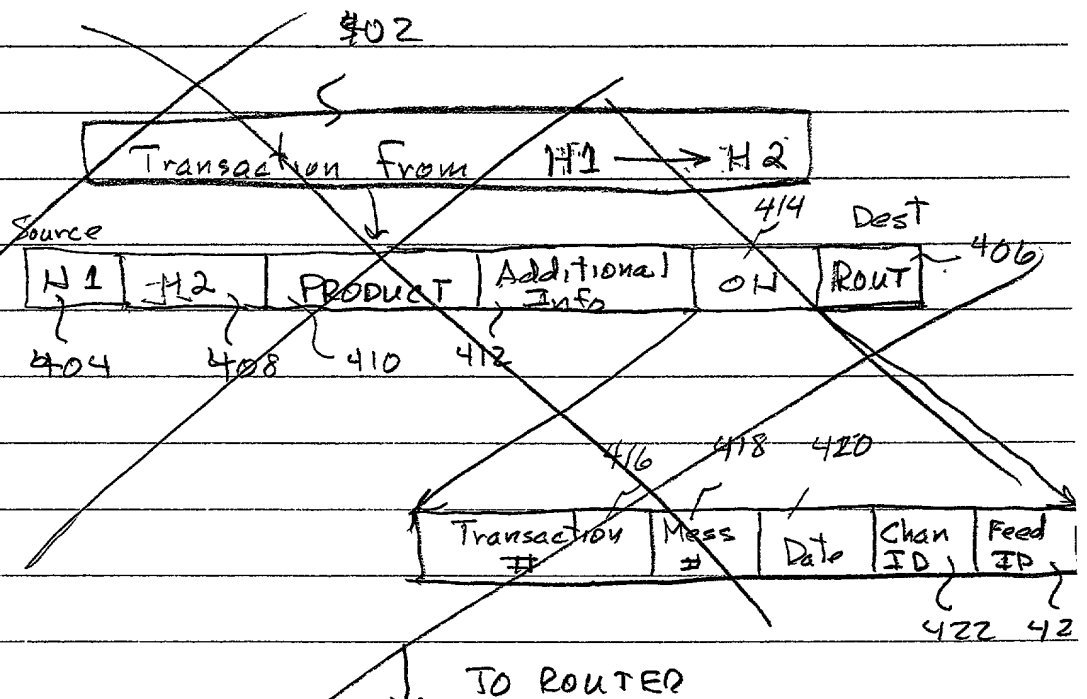 402
Transaction From H1 → H2
414 Dest
Source 406
H1 H2 PRODUCT Additional Info OH ROUT
404 408 410 412
416 418 420
Transaction # Mess # Date Chan ID Feed ID
422 42
TO ROUTER